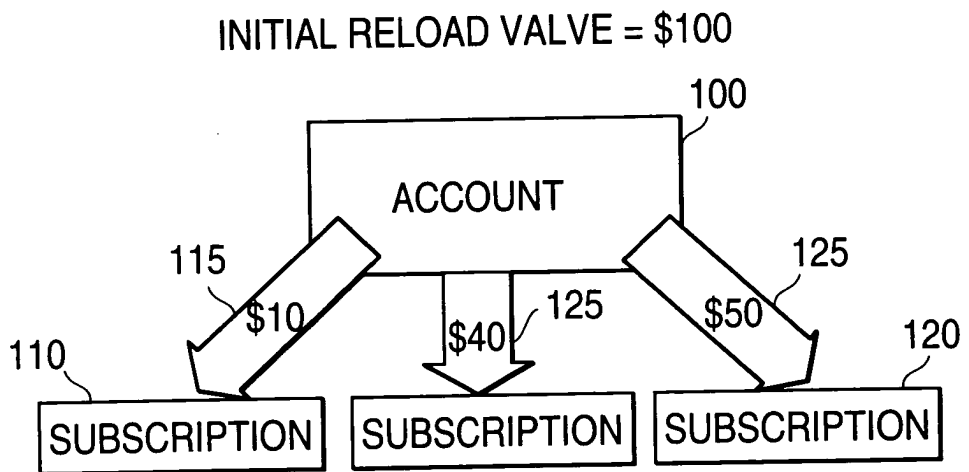 INITIAL RELOAD VALVE = $100
100
ACCOUNT
115
125
$10
$40
125
$50
110
120
SUBSCRIPTION
SUBSCRIPTION
SUBSCRIPTION